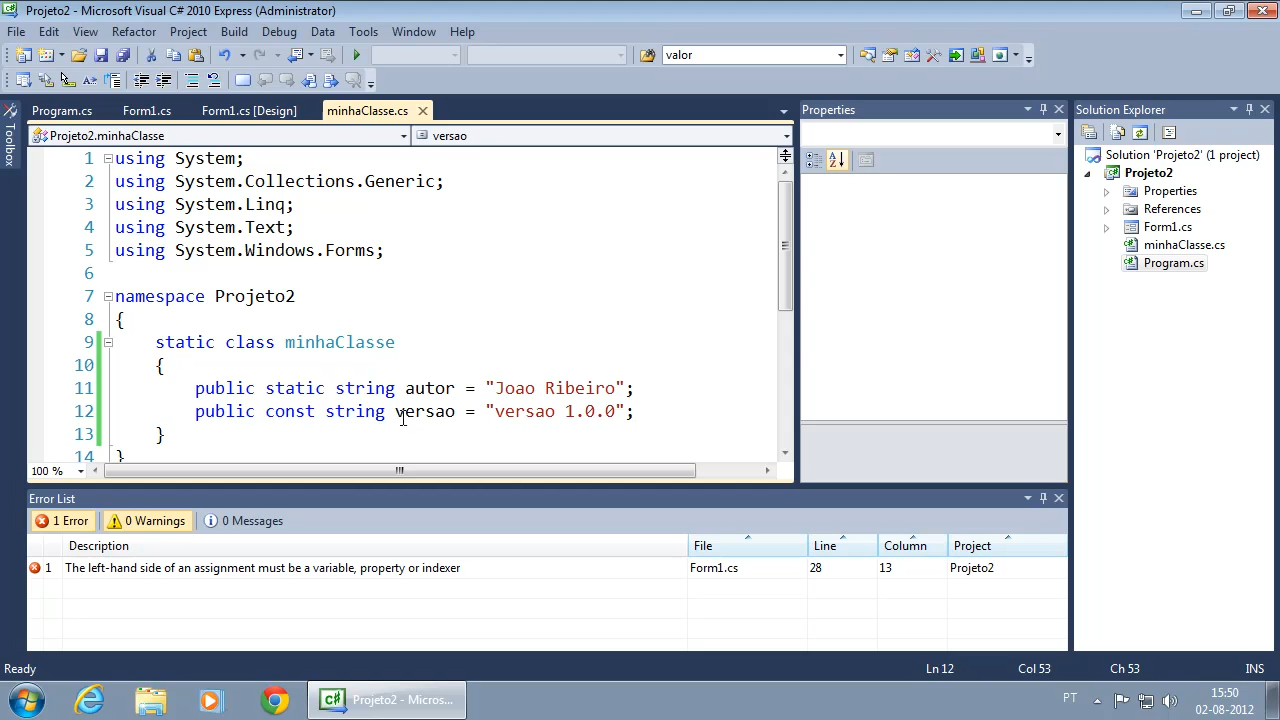 Projeto2 - Microsoft Visual C# 2010 Express (Administrator)
File Edit View Refactor Project Build Debug Data Tools Window Help
valor
Program.cs Form1.cs Form1.cs [Design] minhaClasse.cs
Toolbox
Projeto2.minhaClasse versao
1 using System;
2 using System.Collections.Generic;
3 using System.Linq;
4 using System.Text;
5 using System.Windows.Forms;
6
7 namespace Projeto2
8 {
9 static class minhaClasse
10 {
11 public static string autor = "Joao Ribeiro";
12 public const string versao = "versao 1.0.0";
13 }
14 }
100 %
Properties
Solution Explorer
Solution 'Projeto2' (1 project)
Projeto2
Properties
References
Form1.cs
minhaClasse.cs
Program.cs
Error List
1 Error 0 Warnings 0 Messages
Description File Line Column Project
1 The left-hand side of an assignment must be a variable, property or indexer Form1.cs 28 13 Projeto2
Ready Ln 12 Col 53 Ch 53 INS
Projeto2 - Micros... PT 15:50
02-08-2012